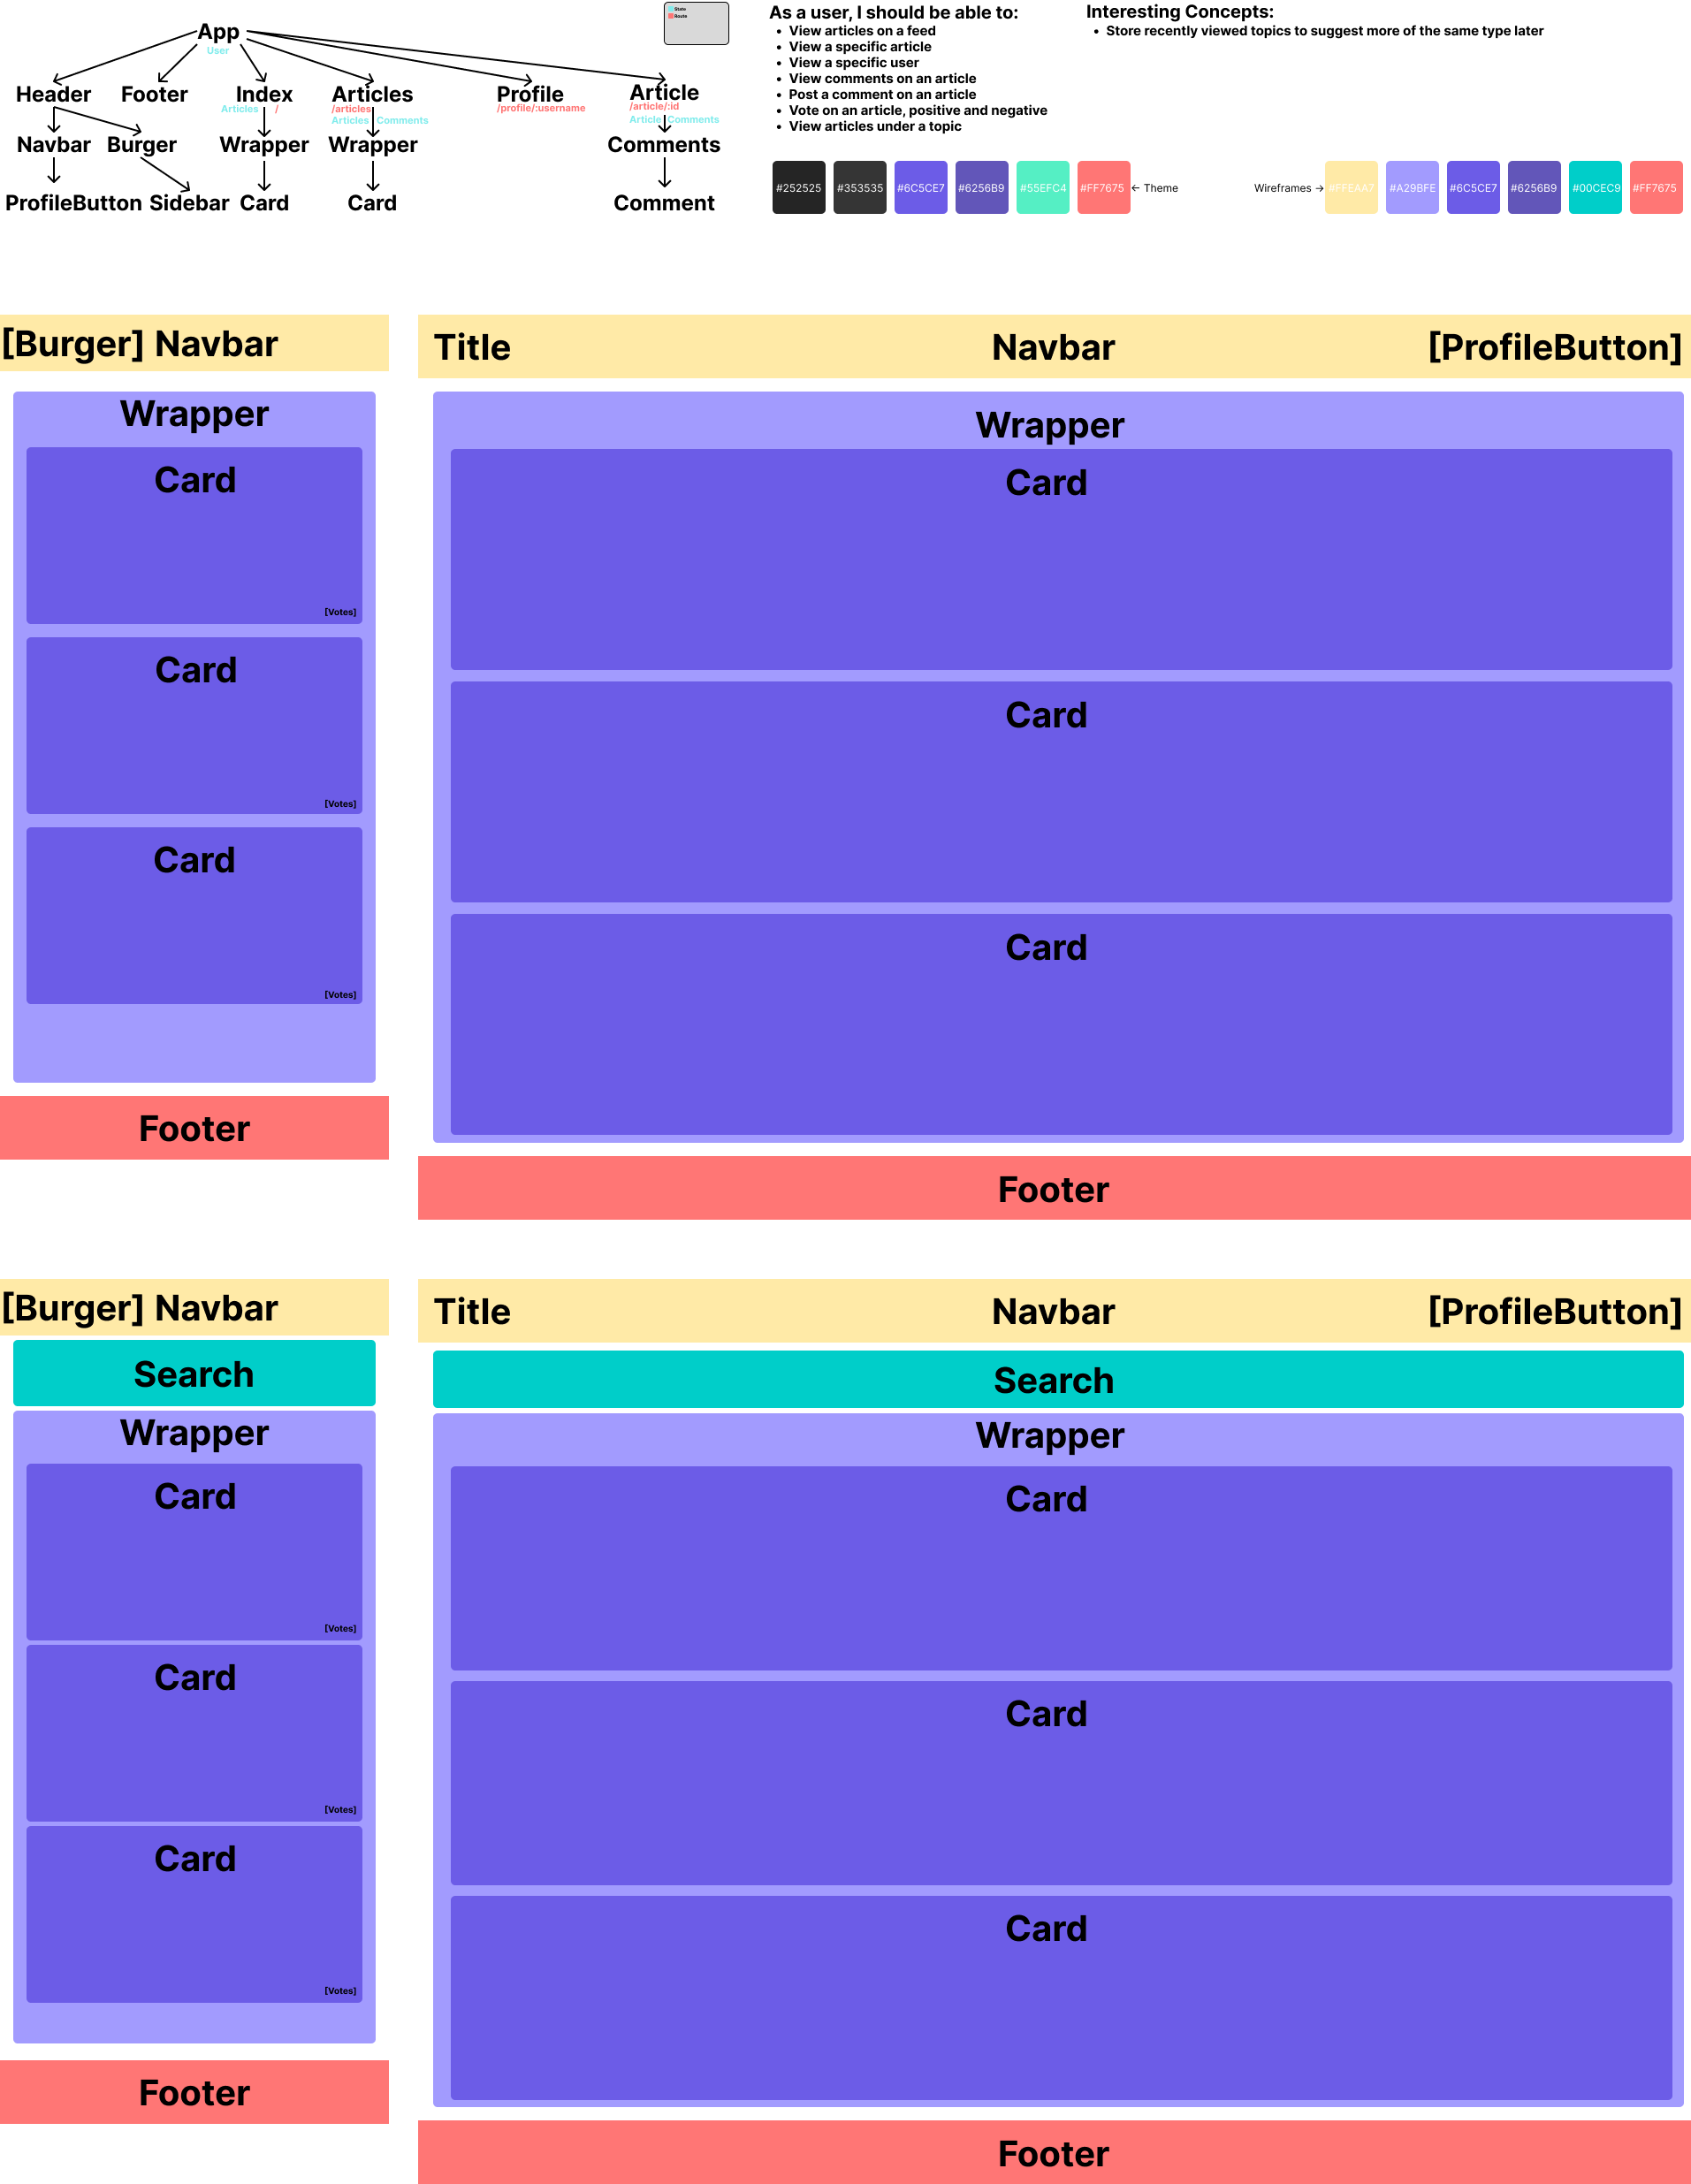 App
User
State
Route
Header
Footer
Index
Articles /
Articles
/articles
Articles Comments
Profile
/profile/:username
Article
/article/:id
Article Comments
Navbar
Burger
Wrapper
Wrapper
Comments
ProfileButton
Sidebar
Card
Card
Comment
As a user, I should be able to:
• View articles on a feed
• View a specific article
• View a specific user
• View comments on an article
• Post a comment on an article
• Vote on an article, positive and negative
• View articles under a topic
Interesting Concepts:
• Store recently viewed topics to suggest more of the same type later
#252525 #353535 #6C5CE7 #6256B9 #55EFC4 #FF7675 ← Theme
Wireframes → #FFEAA7 #A29BFE #6C5CE7 #6256B9 #00CEC9 #FF7675
[Burger] Navbar
Wrapper
Card
[Votes]
Card
[Votes]
Card
[Votes]
Footer
Title Navbar [ProfileButton]
Wrapper
Card
Card
Card
Footer
[Burger] Navbar
Search
Wrapper
Card
[Votes]
Card
[Votes]
Card
[Votes]
Footer
Title Navbar [ProfileButton]
Search
Wrapper
Card
Card
Card
Footer